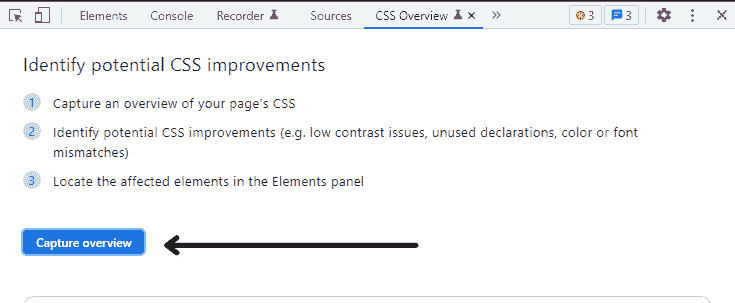 Elements Console Recorder Sources CSS Overview × » 3 3
Identify potential CSS improvements
1 Capture an overview of your page's CSS
2 Identify potential CSS improvements (e.g. low contrast issues, unused declarations, color or font
mismatches)
3 Locate the affected elements in the Elements panel
Capture overview